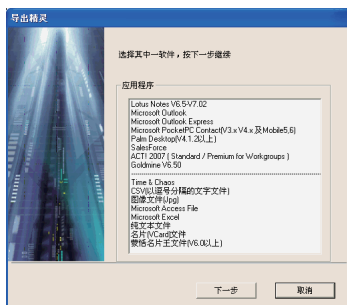 导出精灵
选择其中一软件，按下一步继续
应用程序
Lotus Notes V6.5-V7.02
Microsoft Outlook
Microsoft Outlook Express
Microsoft PocketPC Contact(V3.x V4.x 及Mobile5,6)
Palm Desktop(V4.1.2以上)
SalesForce
ACT! 2007 ( Standard / Premium for Workgroups )
Goldmine V6.50
Time & Chaos
CSV(以逗号分隔的文字文件)
图像文件(Jpg)
Microsoft Access File
Microsoft Excel
纯文本文件
名片(VCard)文件
蒙恬名片王文件(V6.0以上)
下一步
取消